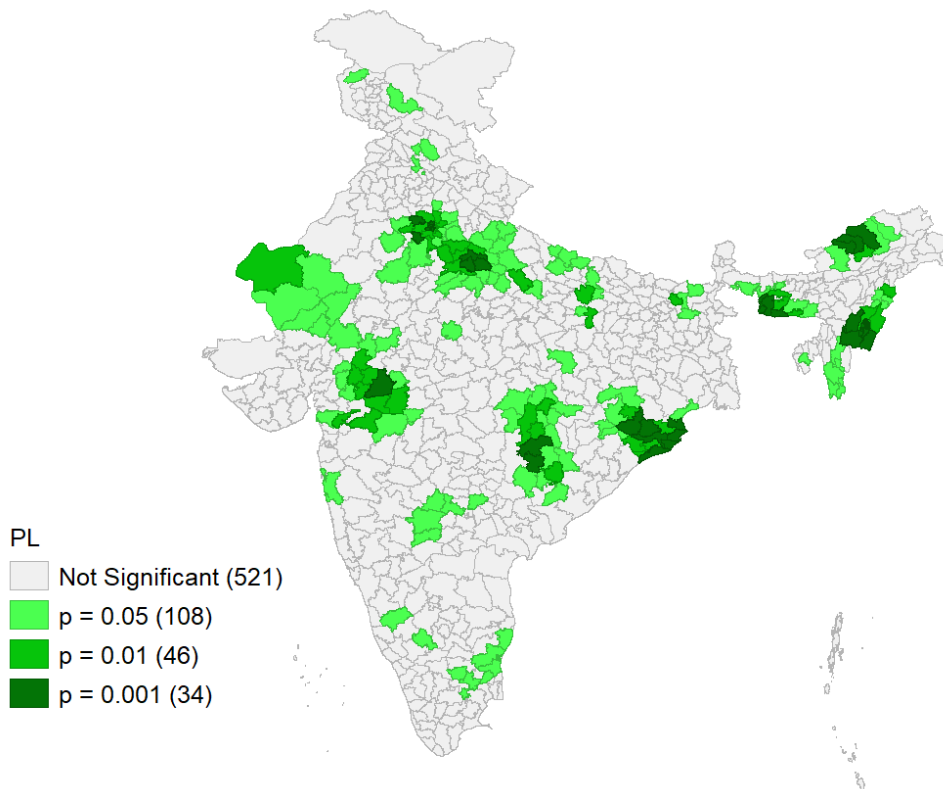 PL
Not Significant (521)
p = 0.05 (108)
p = 0.01 (46)
p = 0.001 (34)